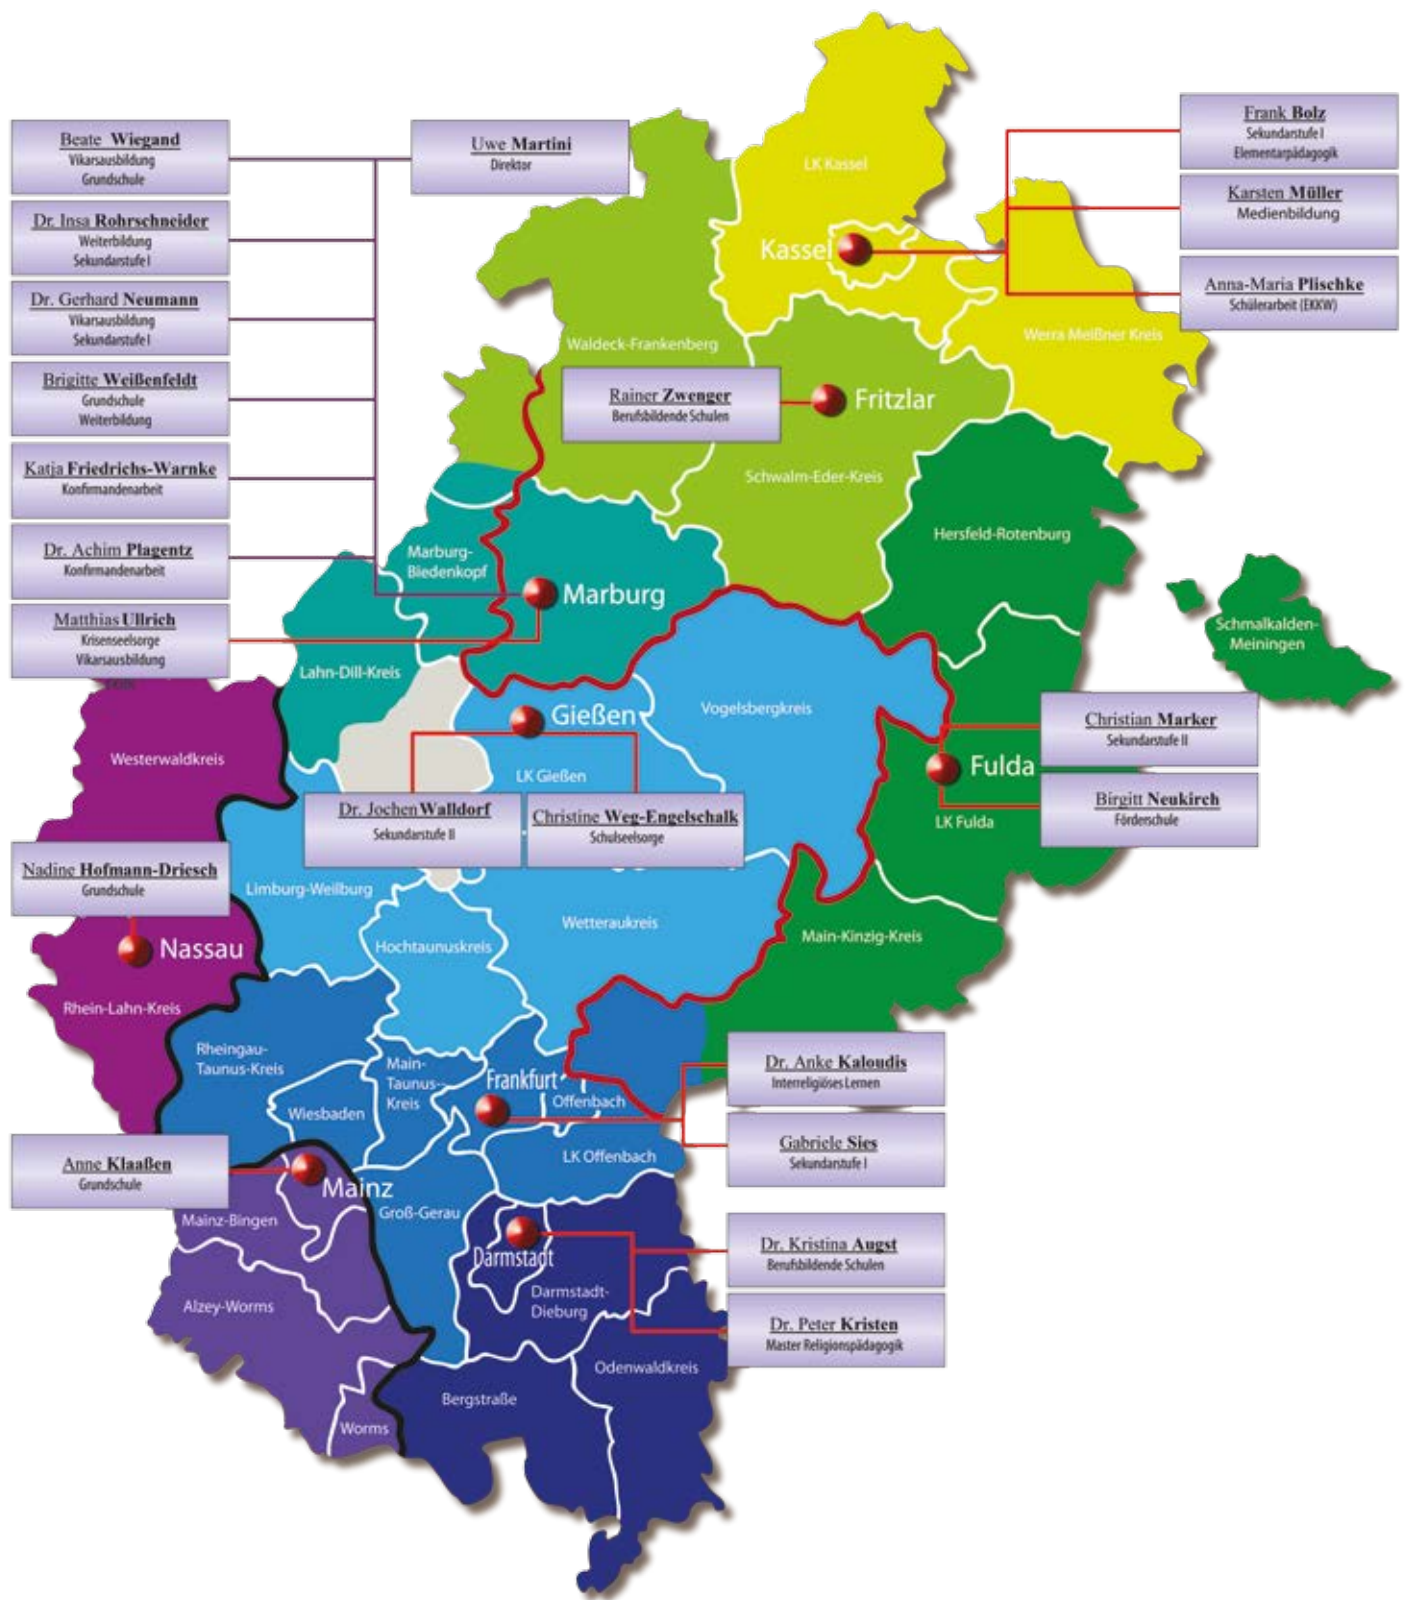 Beate Wiegand
Vikarsausbildung
Grundschule
Uwe Martini
Direktor
Dr. Insa Rohrschneider
Weiterbildung
Sekundarstufe I
Dr. Gerhard Neumann
Vikarsausbildung
Sekundarstufe I
Brigitte Weißenfeldt
Grundschule
Weiterbildung
Katja Friedrichs-Warnke
Konfirmandenarbeit
Dr. Achim Plagentz
Konfirmandenarbeit
Matthias Ullrich
Krisenseelsorge
Vikarsausbildung
Frank Bolz
Sekundarstufe I
Elementarpädagogik
Karsten Müller
Medienbildung
Anna-Maria Plischke
Schülerarbeit (EKKW)
LK Kassel
Kassel
Werra Meißner Kreis
Waldeck-Frankenberg
Rainer Zwenger
Berufsbildende Schulen
Fritzlar
Schwalm-Eder-Kreis
Hersfeld-Rotenburg
Marburg-
Biedenkopf
Marburg
Schmalkalden-
Meiningen
Lahn-Dill-Kreis
Gießen
Vogelsbergkreis
Christian Marker
Sekundarstufe II
Westerwaldkreis
LK Gießen
Fulda
Birgitt Neukirch
Förderschule
LK Fulda
Dr. Jochen Walldorf
Sekundarstufe II
Christine Weg-Engelschalk
Schulseelsorge
Nadine Hofmann-Driesch
Grundschule
Limburg-Weilburg
Wetteraukreis
Main-Kinzig-Kreis
Hochtaunuskreis
Nassau
Rhein-Lahn-Kreis
Rheingau-
Taunus-Kreis
Main-
Taunus--
Kreis
Frankfurt
Offenbach
Wiesbaden
Dr. Anke Kaloudis
Interreligiöses Lernen
Gabriele Sies
Sekundarstufe I
LK Offenbach
Anne Klaaßen
Grundschule
Mainz
Mainz-Bingen
Groß-Gerau
Darmstadt
Dr. Kristina Augst
Berufsbildende Schulen
Darmstadt-
Dieburg
Alzey-Worms
Dr. Peter Kristen
Master Religionspädagogik
Odenwaldkreis
Bergstraße
Worms